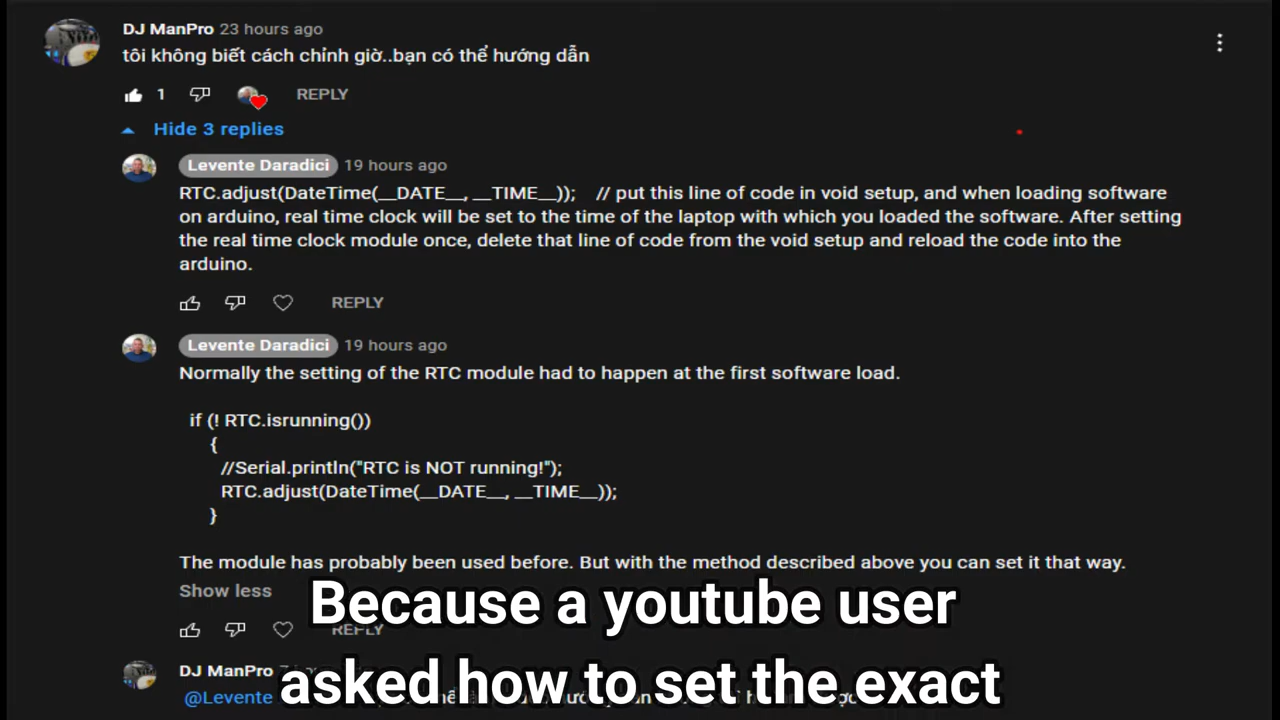 DJ ManPro 23 hours ago
tôi không biết cách chỉnh giờ..bạn có thể hướng dẫn
1 REPLY
Hide 3 replies
Levente Daradici 19 hours ago
RTC.adjust(DateTime(__DATE__, __TIME__)); // put this line of code in void setup, and when loading software
on arduino, real time clock will be set to the time of the laptop with which you loaded the software. After setting
the real time clock module once, delete that line of code from the void setup and reload the code into the
arduino.
REPLY
Levente Daradici 19 hours ago
Normally the setting of the RTC module had to happen at the first software load.
if (! RTC.isrunning())
{
//Serial.println("RTC is NOT running!");
RTC.adjust(DateTime(__DATE__, __TIME__));
}
The module has probably been used before. But with the method described above you can set it that way.
Show less
Because a youtube user
REPLY
DJ ManPro
asked how to set the exact
@Levente